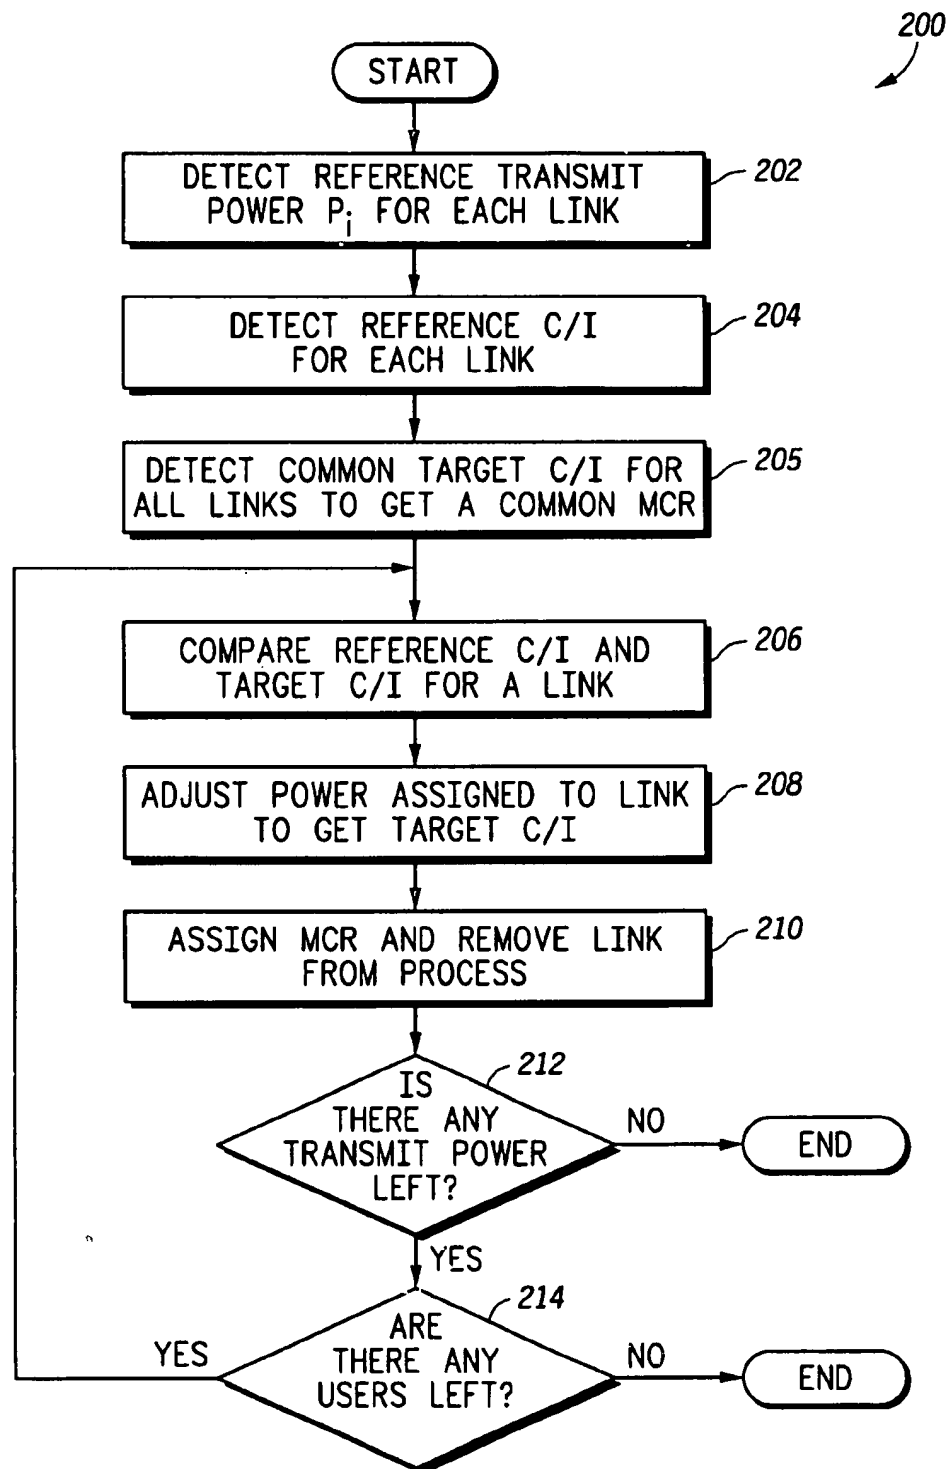 200
START
DETECT REFERENCE TRANSMIT
POWER Pi FOR EACH LINK
202
DETECT REFERENCE C/I
FOR EACH LINK
204
DETECT COMMON TARGET C/I FOR
ALL LINKS TO GET A COMMON MCR
205
COMPARE REFERENCE C/I AND
TARGET C/I FOR A LINK
206
ADJUST POWER ASSIGNED TO LINK
TO GET TARGET C/I
208
ASSIGN MCR AND REMOVE LINK
FROM PROCESS
210
212
IS
THERE ANY
TRANSMIT POWER
LEFT?
NO
END
YES
214
ARE
THERE ANY
USERS LEFT?
YES
NO
END